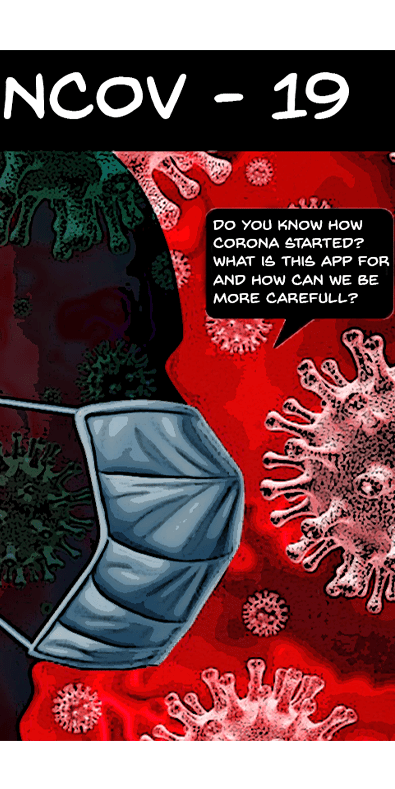 NCOV - 19
DO YOU KNOW HOW
CORONA STARTED?
WHAT IS THIS APP FOR
AND HOW CAN WE BE
MORE CAREFULL?